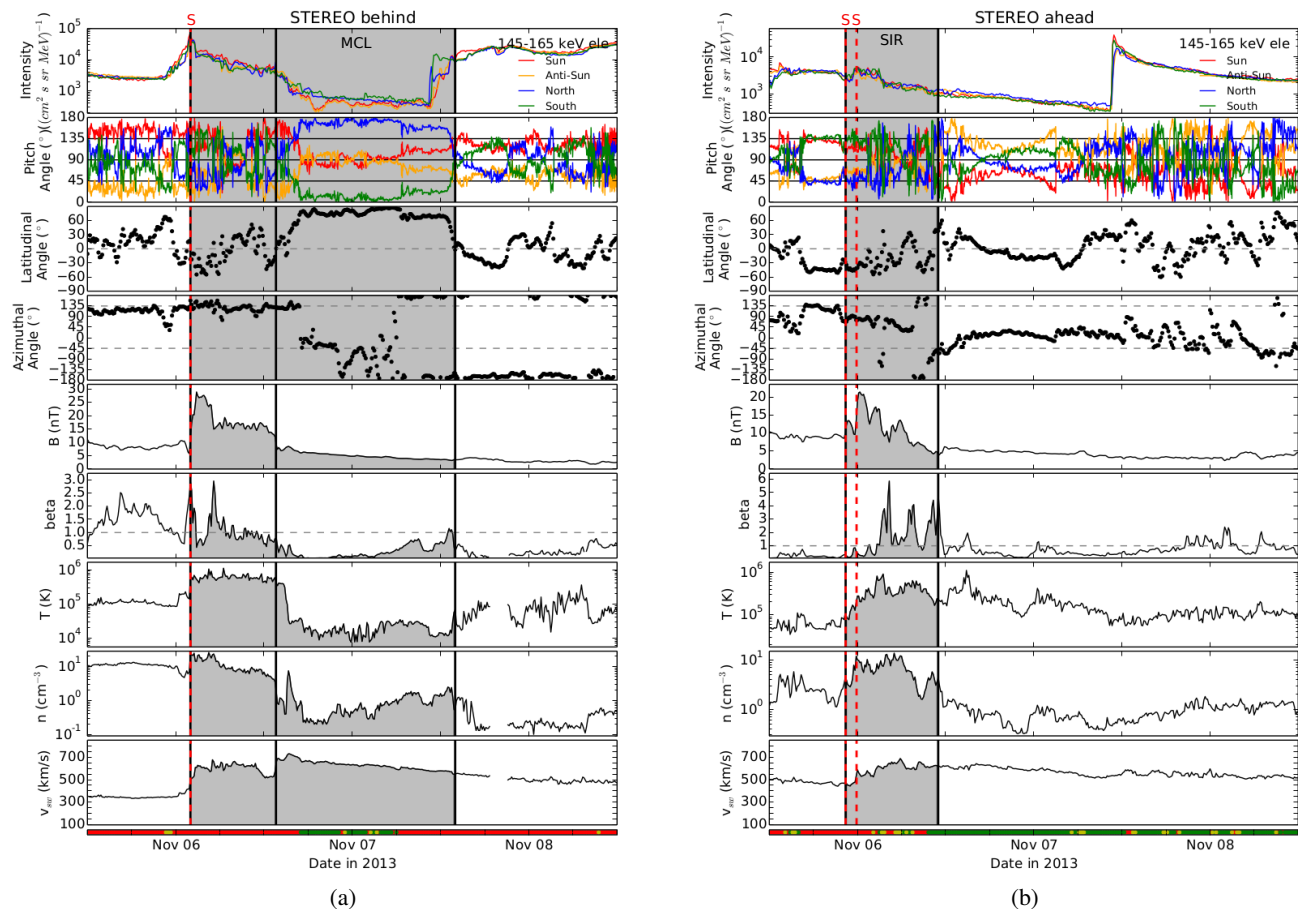 S
STEREO behind
MCL
145-165 keV ele
Sun
Anti-Sun
North
South
Intensity
(cm² s sr MeV)⁻¹
10⁵
10⁴
10³
Pitch
Angle (°)
180
135
90
45
0
Latitudinal
Angle (°)
60
30
0
−30
−60
−90
Azimuthal
Angle (°)
135
90
45
0
−45
−90
−135
−180
B (nT)
30
25
20
15
10
5
0
beta
3.0
2.5
2.0
1.5
1.0
0.5
T (K)
10⁶
10⁵
10⁴
n (cm⁻³)
10¹
10⁰
10⁻¹
v_sw (km/s)
700
500
300
100
Nov 06
Nov 07
Nov 08
Date in 2013
(a)
SS
STEREO ahead
SIR
145-165 keV ele
Sun
Anti-Sun
North
South
Intensity
(cm² s sr MeV)⁻¹
10⁴
10³
Pitch
Angle (°)
180
135
90
45
0
Latitudinal
Angle (°)
60
30
0
−30
−60
−90
Azimuthal
Angle (°)
135
90
45
0
−45
−90
−135
−180
B (nT)
20
15
10
5
0
beta
6
5
4
3
2
1
T (K)
10⁶
10⁵
n (cm⁻³)
10¹
10⁰
v_sw (km/s)
700
500
300
100
Nov 06
Nov 07
Nov 08
Date in 2013
(b)